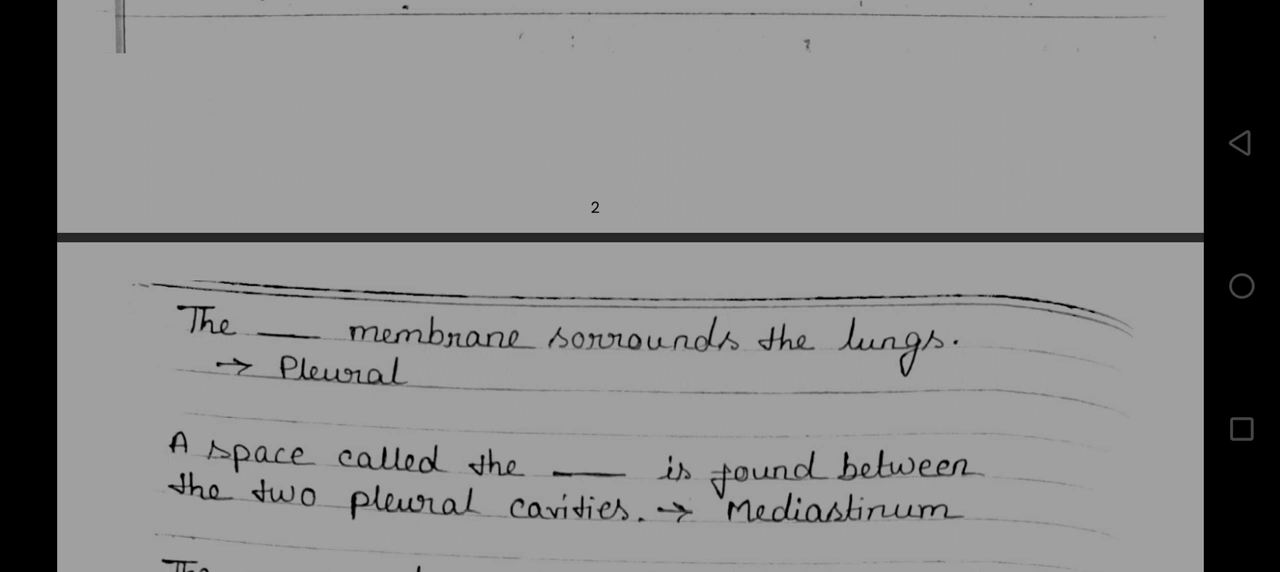 2
The ___ membrane sorrounds the lungs.
→ Pleural
A space called the ___ is found between
the two pleural cavities. → Mediastinum
The